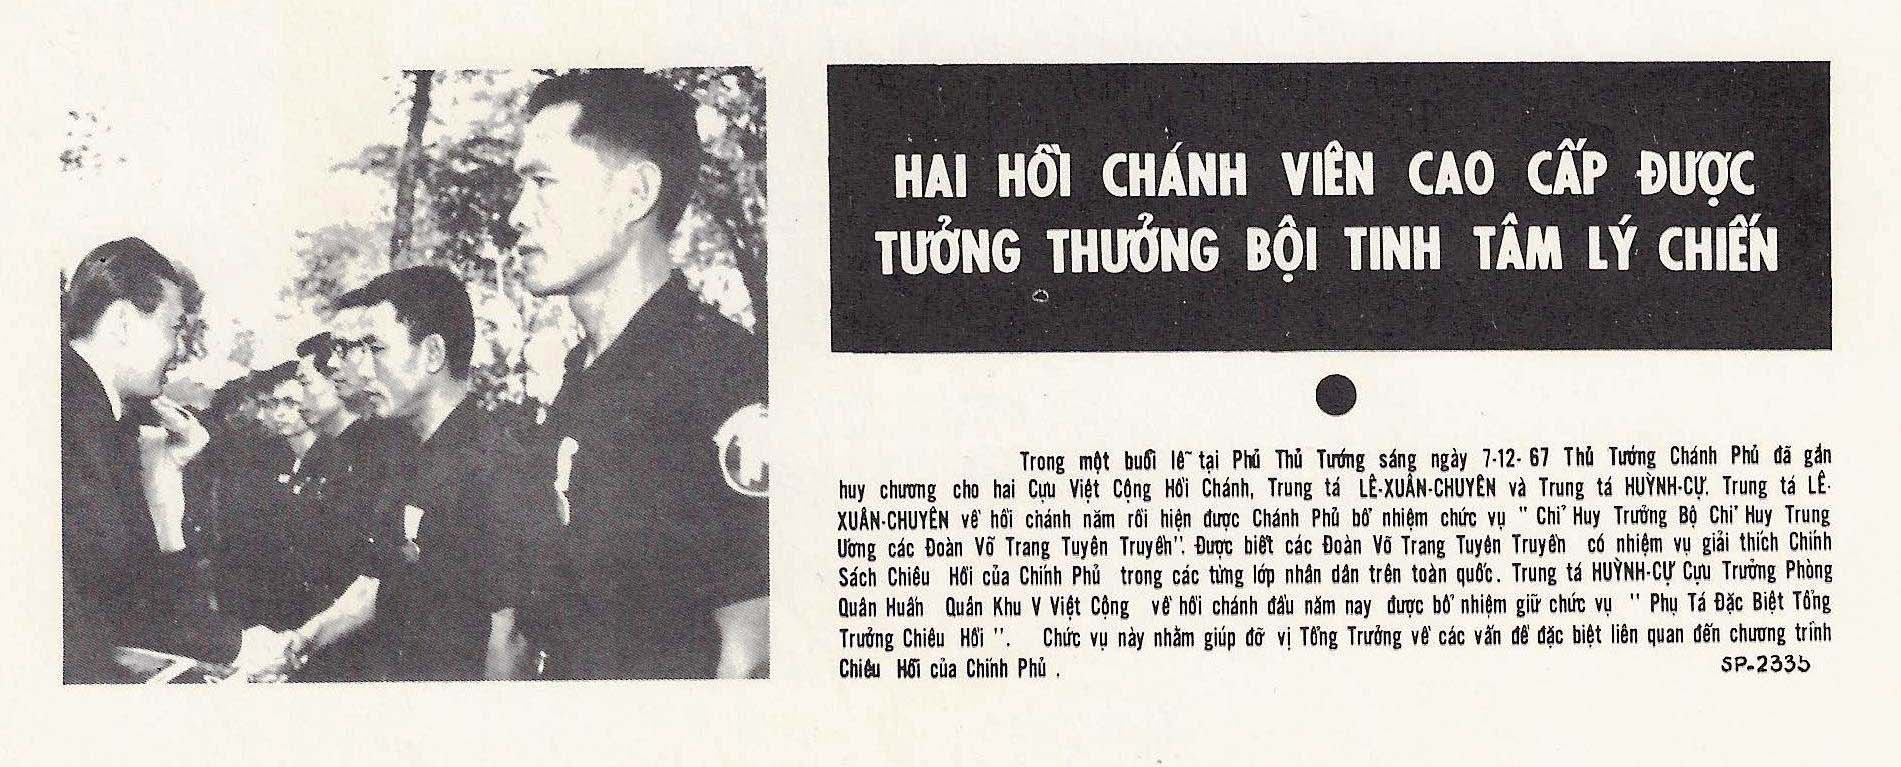 HAI HỒI CHÁNH VIÊN CAO CẤP ĐƯỢC
TƯỞNG THƯỞNG BỘI TINH TÂM LÝ CHIẾN
Trong một buổi lễ tại Phủ Thủ Tướng sáng ngày 7-12-67 Thủ Tướng Chánh Phủ đã gắn
huy chương cho hai Cựu Việt Cộng Hồi Chánh, Trung tá LÊ-XUÂN-CHUYÊN và Trung tá HUỲNH-CỰ. Trung tá LÊ-
XUÂN-CHUYÊN về hồi chánh năm rồi hiện được Chánh Phủ bổ nhiệm chức vụ " Chỉ Huy Trưởng Bộ Chỉ Huy Trung
Ương các Đoàn Võ Trang Tuyên Truyền". Được biết các Đoàn Võ Trang Tuyên Truyền có nhiệm vụ giải thích Chính
Sách Chiêu Hồi của Chính Phủ trong các từng lớp nhân dân trên toàn quốc. Trung tá HUỲNH-CỰ Cựu Trưởng Phòng
Quân Huấn Quân Khu V Việt Cộng về hồi chánh đầu năm nay được bổ nhiệm giữ chức vụ " Phụ Tá Đặc Biệt Tổng
Trưởng Chiêu Hồi ". Chức vụ này nhằm giúp đỡ vị Tổng Trưởng về các vấn đề đặc biệt liên quan đến chương trình
Chiêu Hồi của Chính Phủ .
SP-2335